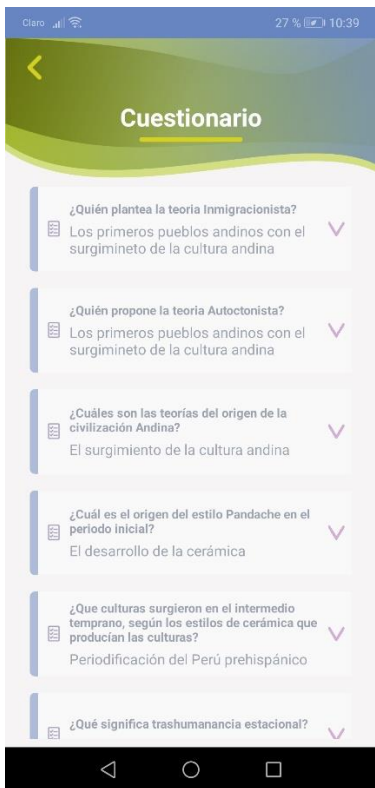 Claro 27 % 10:39
Cuestionario
¿Quién plantea la teoria Inmigracionista?
Los primeros pueblos andinos con el
surgimineto de la cultura andina
¿Quién propone la teoria Autoctonista?
Los primeros pueblos andinos con el
surgimineto de la cultura andina
¿Cuáles son las teorías del origen de la
civilización Andina?
El surgimiento de la cultura andina
¿Cuál es el origen del estilo Pandache en el
periodo inicial?
El desarrollo de la cerámica
¿Que culturas surgieron en el intermedio
temprano, según los estilos de cerámica que
producían las culturas?
Periodificación del Perú prehispánico
¿Qué significa trashumanancia estacional?